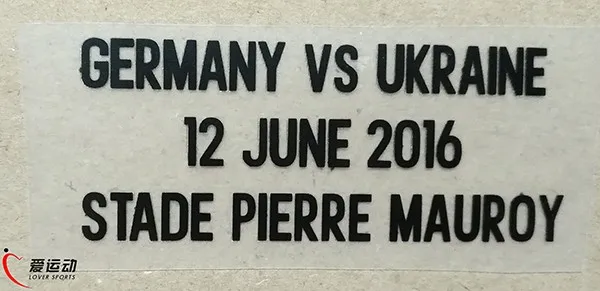 GERMANY VS UKRAINE
12 JUNE 2016
STADE PIERRE MAUROY
爱运动
LOVER SPORTS